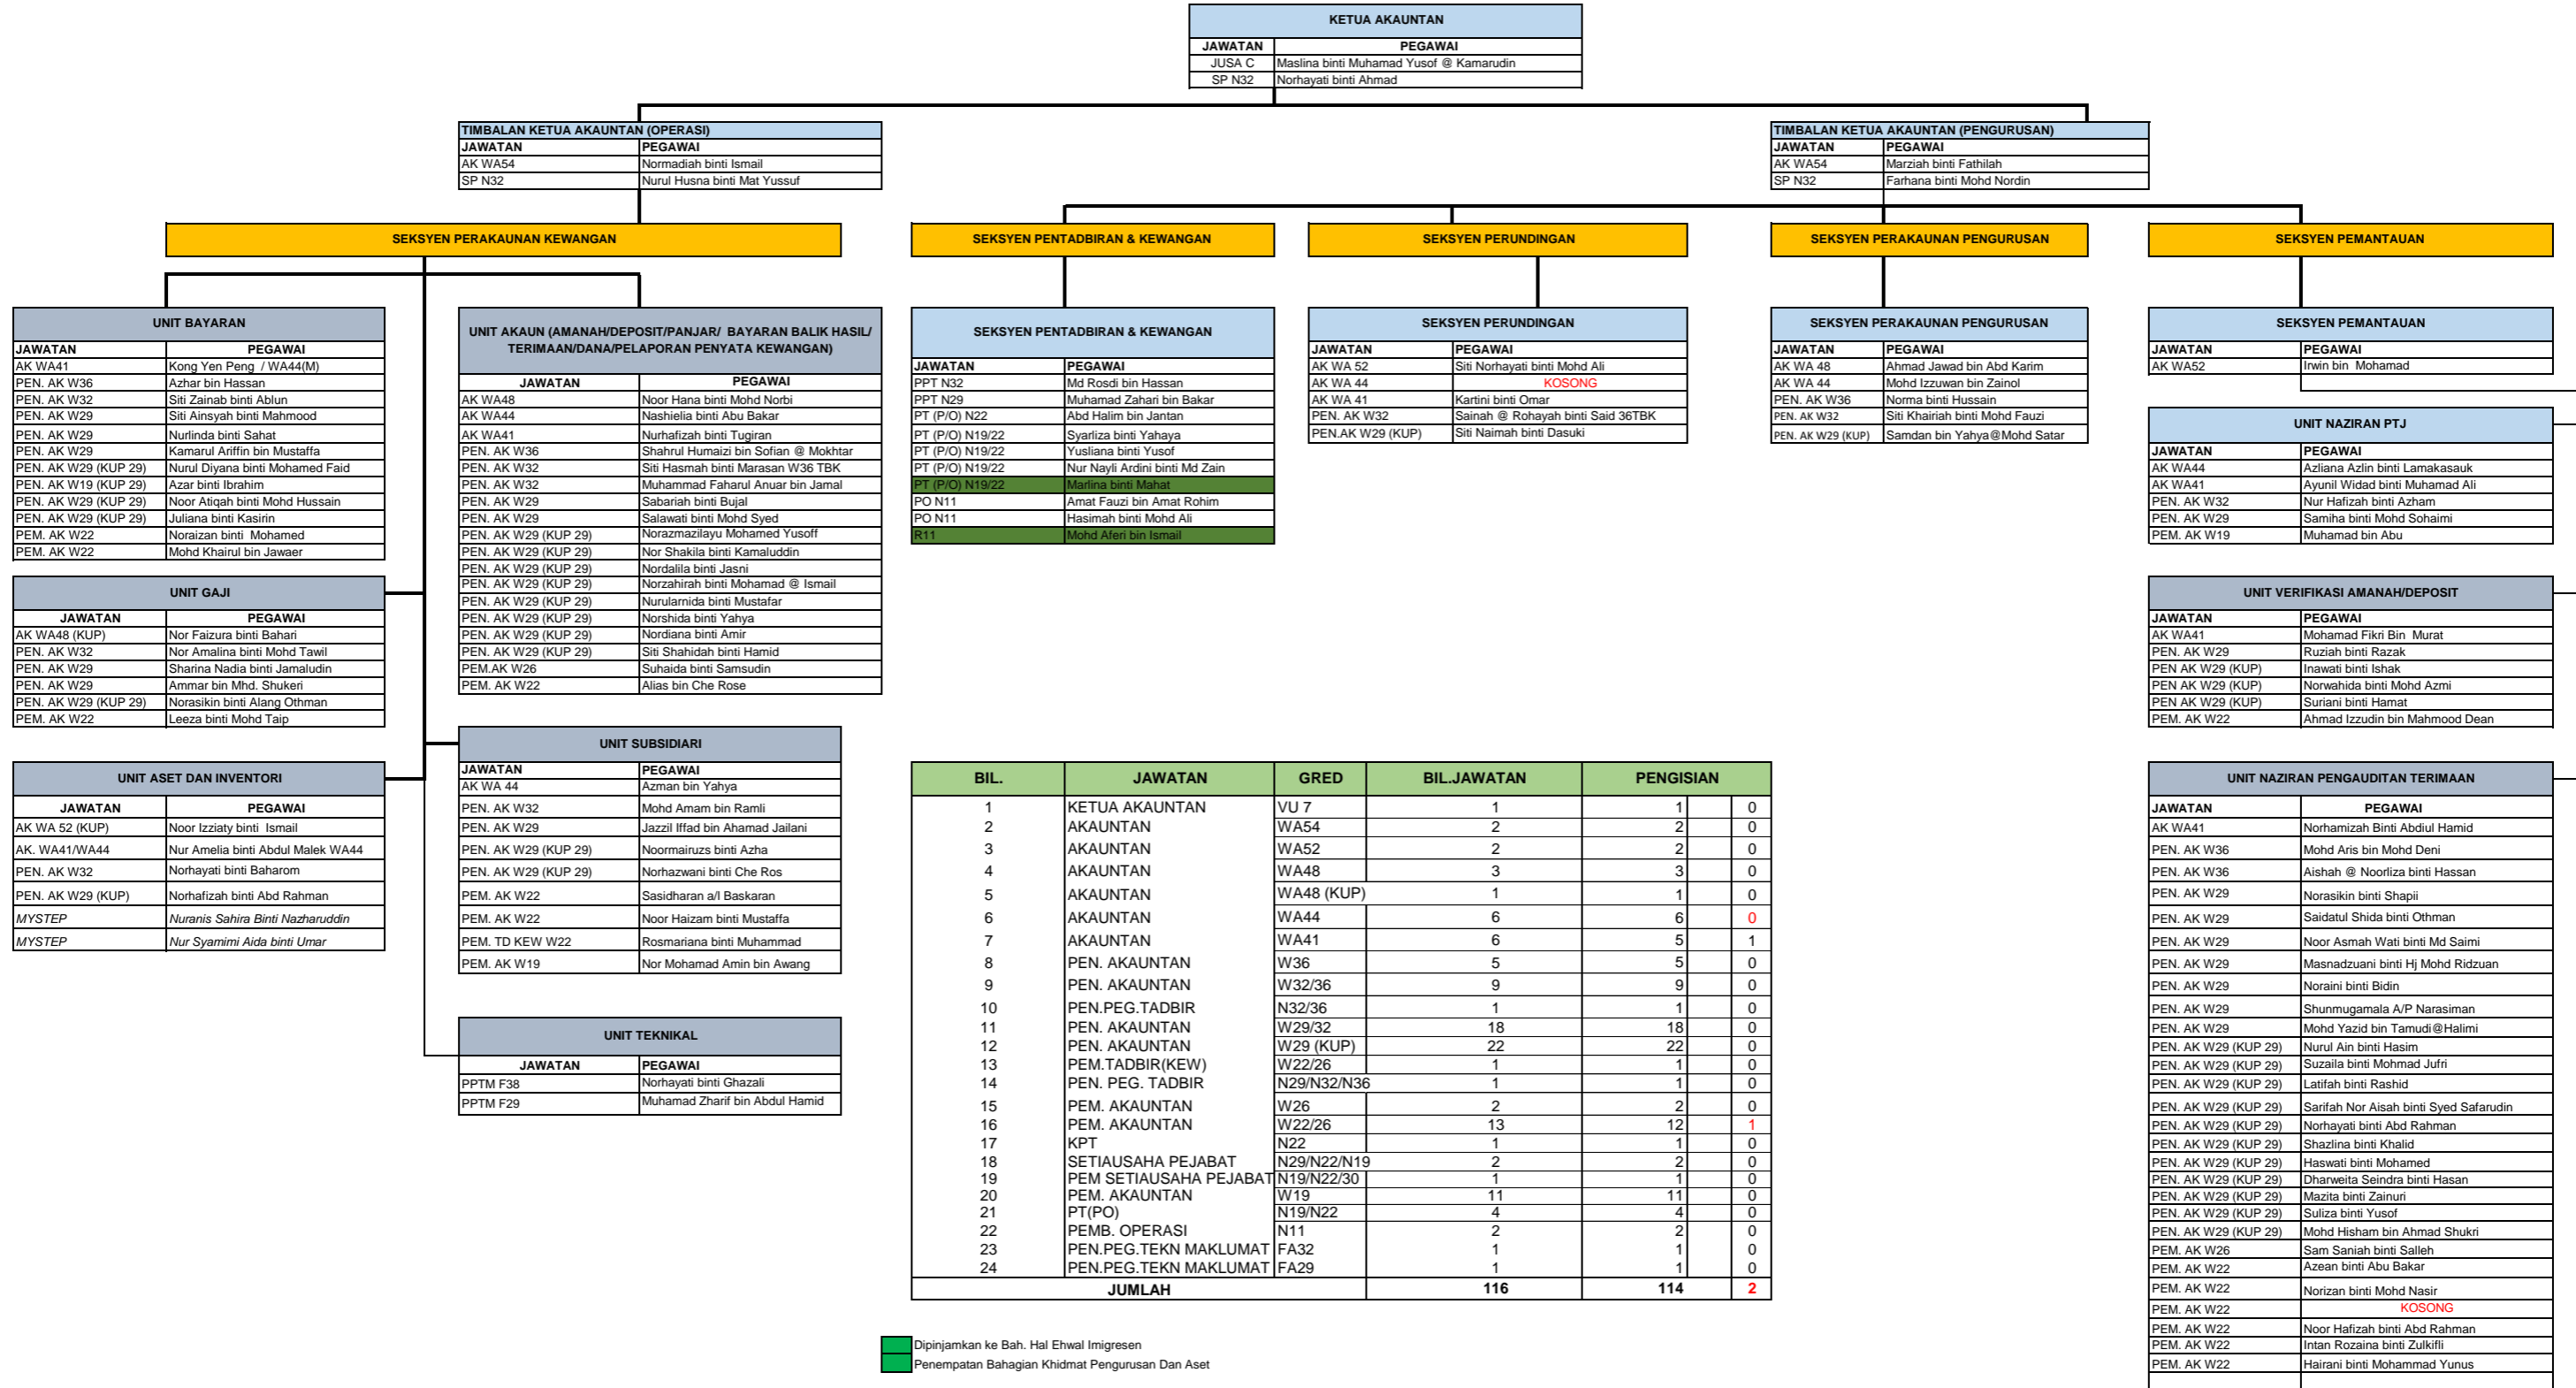 KETUA AKAUNTAN
JAWATAN PEGAWAI
JUSA C Maslina binti Muhamad Yusof @ Kamarudin
SP N32 Norhayati binti Ahmad
TIMBALAN KETUA AKAUNTAN (OPERASI)
JAWATAN PEGAWAI
AK WA54 Normadiah binti Ismail
SP N32 Nurul Husna binti Mat Yussuf
TIMBALAN KETUA AKAUNTAN (PENGURUSAN)
JAWATAN PEGAWAI
AK WA54 Marziah binti Fathilah
SP N32 Farhana binti Mohd Nordin
SEKSYEN PERAKAUNAN KEWANGAN
SEKSYEN PENTADBIRAN & KEWANGAN
SEKSYEN PERUNDINGAN
SEKSYEN PERAKAUNAN PENGURUSAN
SEKSYEN PEMANTAUAN
UNIT BAYARAN
JAWATAN PEGAWAI
AK WA41 Kong Yen Peng / WA44(M)
PEN. AK W36 Azhar bin Hassan
PEN. AK W32 Siti Zainab binti Ablun
PEN. AK W29 Siti Ainsyah binti Mahmood
PEN. AK W29 Nurlinda binti Sahat
PEN. AK W29 Kamarul Ariffin bin Mustaffa
PEN. AK W29 (KUP 29) Nurul Diyana binti Mohamed Faid
PEN. AK W19 (KUP 29) Azar binti Ibrahim
PEN. AK W29 (KUP 29) Noor Atiqah binti Mohd Hussain
PEN. AK W29 (KUP 29) Juliana binti Kasirin
PEM. AK W22 Noraizan binti Mohamed
PEM. AK W22 Mohd Khairul bin Jawaer
UNIT GAJI
JAWATAN PEGAWAI
AK WA48 (KUP) Nor Faizura binti Bahari
PEN. AK W32 Nor Amalina binti Mohd Tawil
PEN. AK W29 Sharina Nadia binti Jamaludin
PEN. AK W29 Ammar bin Mhd. Shukeri
PEN. AK W29 (KUP 29) Norasikin binti Alang Othman
PEM. AK W22 Leeza binti Mohd Taip
UNIT ASET DAN INVENTORI
JAWATAN PEGAWAI
AK WA 52 (KUP) Noor Izziaty binti Ismail
AK. WA41/WA44 Nur Amelia binti Abdul Malek WA44
PEN. AK W32 Norhayati binti Baharom
PEN. AK W29 (KUP) Norhafizah binti Abd Rahman
MYSTEP Nuranis Sahira Binti Nazharuddin
MYSTEP Nur Syamimi Aida binti Umar
UNIT AKAUN (AMANAH/DEPOSIT/PANJAR/ BAYARAN BALIK HASIL/
TERIMAAN/DANA/PELAPORAN PENYATA KEWANGAN)
JAWATAN PEGAWAI
AK WA48 Noor Hana binti Mohd Norbi
AK WA44 Nashielia binti Abu Bakar
AK WA41 Nurhafizah binti Tugiran
PEN. AK W36 Shahrul Humaizi bin Sofian @ Mokhtar
PEN. AK W32 Siti Hasmah binti Marasan W36 TBK
PEN. AK W32 Muhammad Faharul Anuar bin Jamal
PEN. AK W29 Sabariah binti Bujal
PEN. AK W29 Salawati binti Mohd Syed
PEN. AK W29 (KUP 29) Norazmazilayu Mohamed Yusoff
PEN. AK W29 (KUP 29) Nor Shakila binti Kamaluddin
PEN. AK W29 (KUP 29) Nordalila binti Jasni
PEN. AK W29 (KUP 29) Norzahirah binti Mohamad @ Ismail
PEN. AK W29 (KUP 29) Nurularnida binti Mustafar
PEN. AK W29 (KUP 29) Norshida binti Yahya
PEN. AK W29 (KUP 29) Nordiana binti Amir
PEN. AK W29 (KUP 29) Siti Shahidah binti Hamid
PEM.AK W26 Suhaida binti Samsudin
PEM. AK W22 Alias bin Che Rose
UNIT SUBSIDIARI
JAWATAN PEGAWAI
AK WA 44 Azman bin Yahya
PEN. AK W32 Mohd Amam bin Ramli
PEN. AK W29 Jazzil Iffad bin Ahamad Jailani
PEN. AK W29 (KUP 29) Noormairuzs binti Azha
PEN. AK W29 (KUP 29) Norhazwani binti Che Ros
PEM. AK W22 Sasidharan a/l Baskaran
PEM. AK W22 Noor Haizam binti Mustaffa
PEM. TD KEW W22 Rosmariana binti Muhammad
PEM. AK W19 Nor Mohamad Amin bin Awang
UNIT TEKNIKAL
JAWATAN PEGAWAI
PPTM F38 Norhayati binti Ghazali
PPTM F29 Muhamad Zharif bin Abdul Hamid
SEKSYEN PENTADBIRAN & KEWANGAN
JAWATAN PEGAWAI
PPT N32 Md Rosdi bin Hassan
PPT N29 Muhamad Zahari bin Bakar
PT (P/O) N22 Abd Halim bin Jantan
PT (P/O) N19/22 Syarliza binti Yahaya
PT (P/O) N19/22 Yusliana binti Yusof
PT (P/O) N19/22 Nur Nayli Ardini binti Md Zain
PT (P/O) N19/22 Marlina binti Mahat
PO N11 Amat Fauzi bin Amat Rohim
PO N11 Hasimah binti Mohd Ali
R11 Mohd Aferi bin Ismail
SEKSYEN PERUNDINGAN
JAWATAN PEGAWAI
AK WA 52 Siti Norhayati binti Mohd Ali
AK WA 44 KOSONG
AK WA 41 Kartini binti Omar
PEN. AK W32 Sainah @ Rohayah binti Said 36TBK
PEN.AK W29 (KUP) Siti Naimah binti Dasuki
SEKSYEN PERAKAUNAN PENGURUSAN
JAWATAN PEGAWAI
AK WA 48 Ahmad Jawad bin Abd Karim
AK WA 44 Mohd Izzuwan bin Zainol
PEN. AK W36 Norma binti Hussain
PEN. AK W32 Siti Khairiah binti Mohd Fauzi
PEN. AK W29 (KUP) Samdan bin Yahya@Mohd Satar
SEKSYEN PEMANTAUAN
JAWATAN PEGAWAI
AK WA52 Irwin bin Mohamad
UNIT NAZIRAN PTJ
JAWATAN PEGAWAI
AK WA44 Azliana Azlin binti Lamakasauk
AK WA41 Ayunil Widad binti Muhamad Ali
PEN. AK W32 Nur Hafizah binti Azham
PEN. AK W29 Samiha binti Mohd Sohaimi
PEM. AK W19 Muhamad bin Abu
UNIT VERIFIKASI AMANAH/DEPOSIT
JAWATAN PEGAWAI
AK WA41 Mohamad Fikri Bin Murat
PEN. AK W29 Ruziah binti Razak
PEN AK W29 (KUP) Inawati binti Ishak
PEN AK W29 (KUP) Norwahida binti Mohd Azmi
PEN AK W29 (KUP) Suriani binti Hamat
PEM. AK W22 Ahmad Izzudin bin Mahmood Dean
UNIT NAZIRAN PENGAUDITAN TERIMAAN
JAWATAN PEGAWAI
AK WA41 Norhamizah Binti Abdiul Hamid
PEN. AK W36 Mohd Aris bin Mohd Deni
PEN. AK W36 Aishah @ Noorliza binti Hassan
PEN. AK W29 Norasikin binti Shapii
PEN. AK W29 Saidatul Shida binti Othman
PEN. AK W29 Noor Asmah Wati binti Md Saimi
PEN. AK W29 Masnadzuani binti Hj Mohd Ridzuan
PEN. AK W29 Noraini binti Bidin
PEN. AK W29 Shunmugamala A/P Narasiman
PEN. AK W29 Mohd Yazid bin Tamudi@Halimi
PEN. AK W29 (KUP 29) Nurul Ain binti Hasim
PEN. AK W29 (KUP 29) Suzaila binti Mohmad Jufri
PEN. AK W29 (KUP 29) Latifah binti Rashid
PEN. AK W29 (KUP 29) Sarifah Nor Aisah binti Syed Safarudin
PEN. AK W29 (KUP 29) Norhayati binti Abd Rahman
PEN. AK W29 (KUP 29) Shazlina binti Khalid
PEN. AK W29 (KUP 29) Haswati binti Mohamed
PEN. AK W29 (KUP 29) Dharweita Seindra binti Hasan
PEN. AK W29 (KUP 29) Mazita binti Zainuri
PEN. AK W29 (KUP 29) Suliza binti Yusof
PEN. AK W29 (KUP 29) Mohd Hisham bin Ahmad Shukri
PEM. AK W26 Sam Saniah binti Salleh
PEM. AK W22 Azean binti Abu Bakar
PEM. AK W22 Norizan binti Mohd Nasir
PEM. AK W22 KOSONG
PEM. AK W22 Noor Hafizah binti Abd Rahman
PEM. AK W22 Intan Rozaina binti Zulkifli
PEM. AK W22 Hairani binti Mohammad Yunus
BIL. JAWATAN GRED BIL.JAWATAN PENGISIAN
1 KETUA AKAUNTAN VU 7 1 1 0
2 AKAUNTAN WA54 2 2 0
3 AKAUNTAN WA52 2 2 0
4 AKAUNTAN WA48 3 3 0
5 AKAUNTAN WA48 (KUP) 1 1 0
6 AKAUNTAN WA44 6 6 0
7 AKAUNTAN WA41 6 5 1
8 PEN. AKAUNTAN W36 5 5 0
9 PEN. AKAUNTAN W32/36 9 9 0
10 PEN.PEG.TADBIR N32/36 1 1 0
11 PEN. AKAUNTAN W29/32 18 18 0
12 PEN. AKAUNTAN W29 (KUP) 22 22 0
13 PEM.TADBIR(KEW) W22/26 1 1 0
14 PEN. PEG. TADBIR N29/N32/N36 1 1 0
15 PEM. AKAUNTAN W26 2 2 0
16 PEM. AKAUNTAN W22/26 13 12 1
17 KPT N22 1 1 0
18 SETIAUSAHA PEJABAT N29/N22/N19 2 2 0
19 PEM SETIAUSAHA PEJABAT N19/N22/30 1 1 0
20 PEM. AKAUNTAN W19 11 11 0
21 PT(PO) N19/N22 4 4 0
22 PEMB. OPERASI N11 2 2 0
23 PEN.PEG.TEKN MAKLUMAT FA32 1 1 0
24 PEN.PEG.TEKN MAKLUMAT FA29 1 1 0
JUMLAH 116 114 2
Dipinjamkan ke Bah. Hal Ehwal Imigresen
Penempatan Bahagian Khidmat Pengurusan Dan Aset